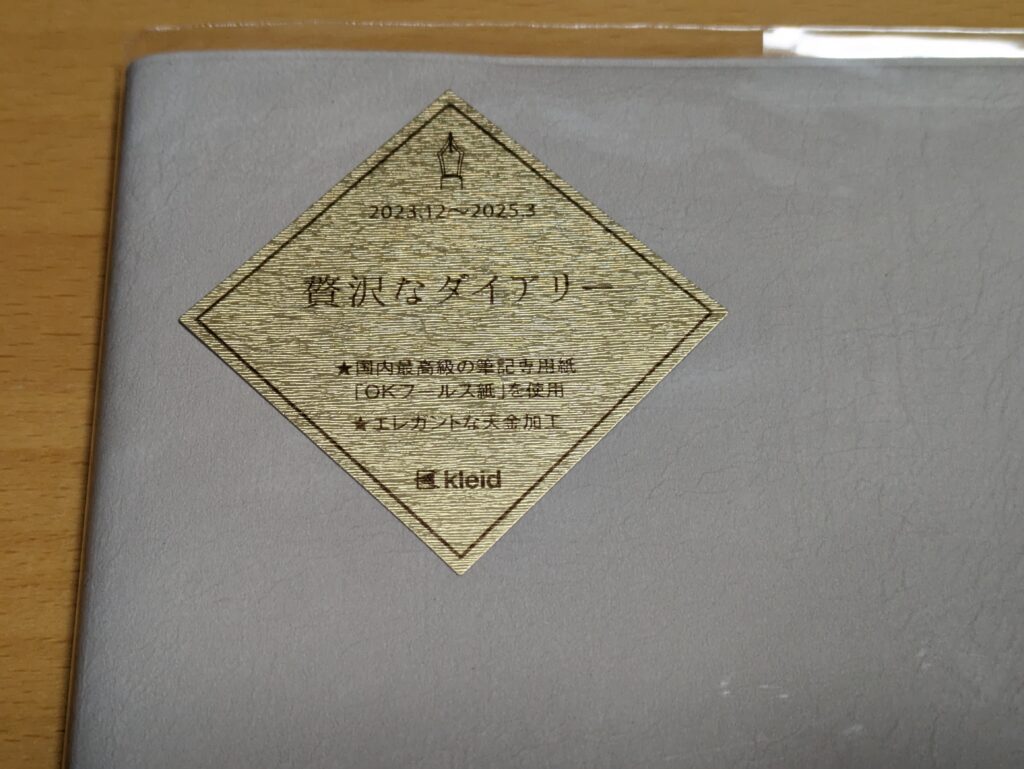 2023.12～2025.3
贅沢なダイアリー
★国内最高級の筆記専用紙
「OKフールス紙」を使用
★エレガントな天金加工
kleid